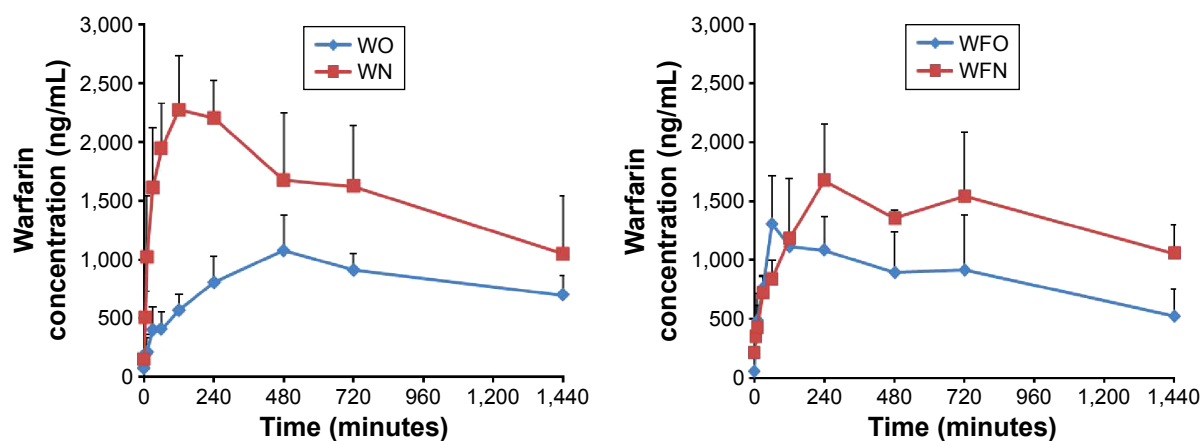 3,000
2,500
2,000
1,500
1,000
500
0
Warfarin
concentration (ng/mL)
WO
WN
0 240 480 720 960 1,200 1,440
Time (minutes)
3,000
2,500
2,000
1,500
1,000
500
0
Warfarin
concentration (ng/mL)
WFO
WFN
0 240 480 720 960 1,200 1,440
Time (minutes)